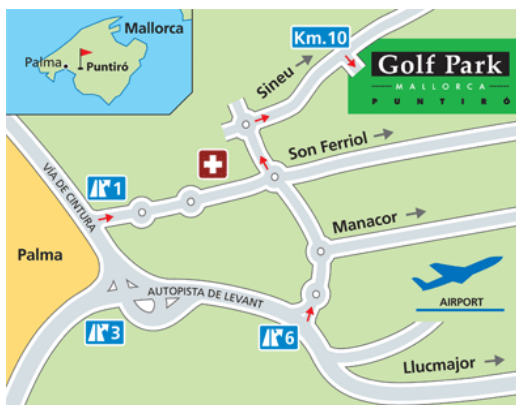 Mallorca
Palma
Puntiró
Km.10
Golf Park
MALLORCA
PUNTIRÓ
Sineu
Son Ferriol
VÍA DE CINTURA
1
Manacor
Palma
AUTOPISTA DE LEVANT
AIRPORT
3
6
Llucmajor